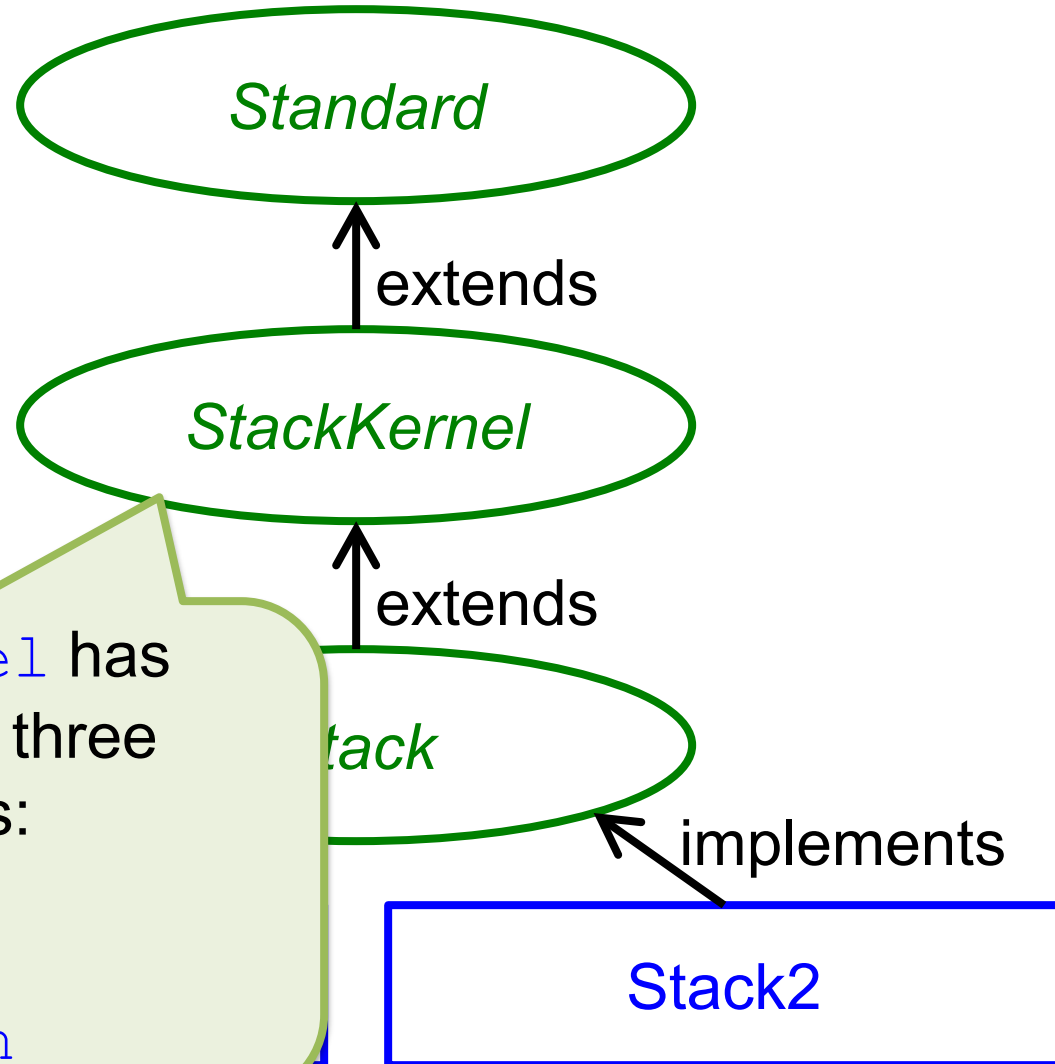 Standard
extends
StackKernel
extends
el has
three
s:
tack
implements
Stack2
n